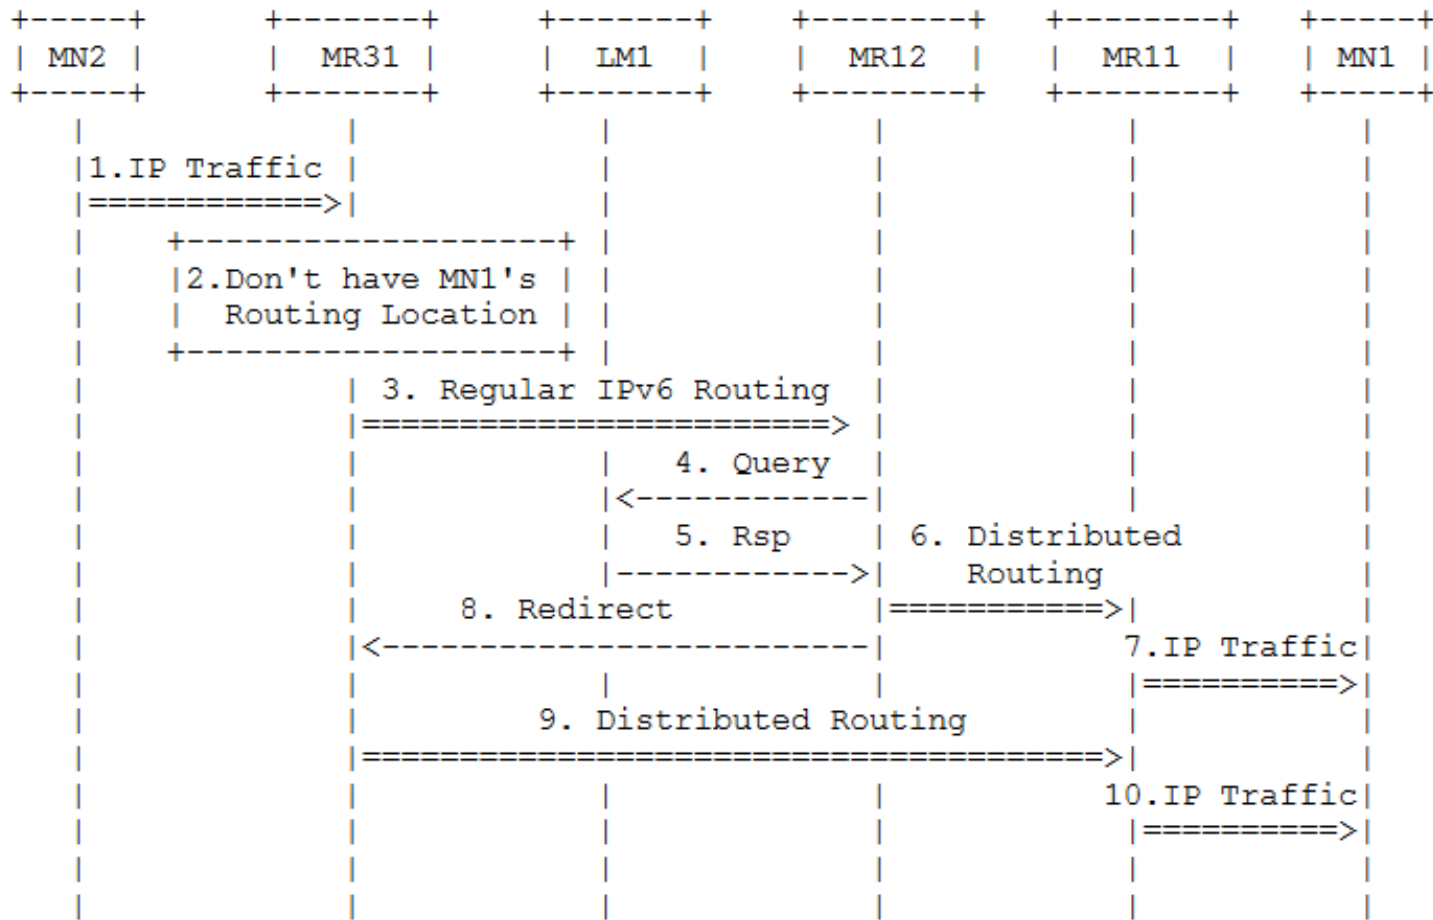 +-----+      +-------+     +-------+    +--------+   +--------+   +-----+
| MN2 |      |  MR31 |     |  LM1  |    |  MR12  |   |  MR11  |   | MN1 |
+-----+      +-------+     +-------+    +--------+   +--------+   +-----+
   |             |            |             |            |           |
   |1.IP Traffic |            |             |            |           |
   |============>|            |             |            |           |
   |    +-------------------+ |             |            |           |
   |    |2.Don't have MN1's | |             |            |           |
   |    |  Routing Location | |             |            |           |
   |    +-------------------+ |             |            |           |
   |             | 3. Regular IPv6 Routing  |            |           |
   |             |========================> |            |           |
   |             |            |   4. Query  |            |           |
   |             |            |<------------|            |           |
   |             |            |   5. Rsp    | 6. Distributed         |
   |             |            |------------>|    Routing             |
   |             |     8. Redirect          |===========>|           |
   |             |<-------------------------|            7.IP Traffic|
   |             |            |             |            |==========>|
   |             |         9. Distributed Routing        |           |
   |             |======================================>|           |
   |             |            |             |           10.IP Traffic|
   |             |            |             |            |==========>|
   |             |            |             |            |           |
   |             |            |             |            |           |